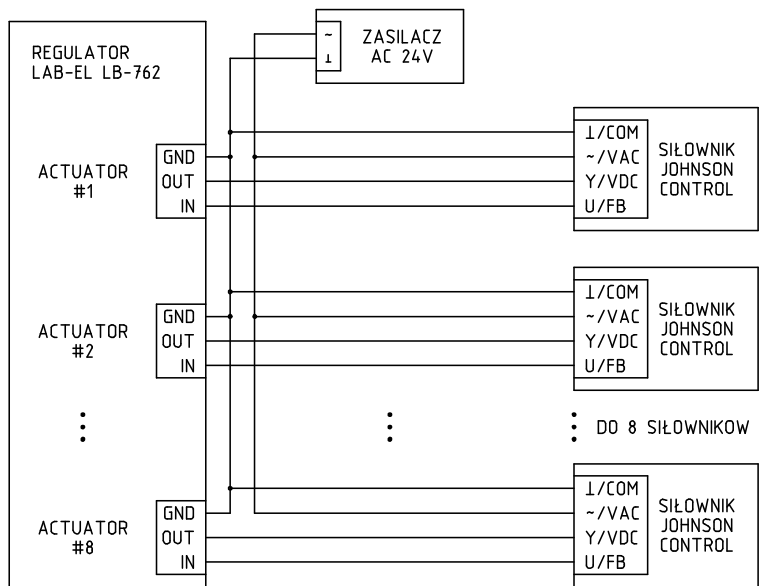 REGULATOR
LAB-EL LB-762
~
⊥
ZASILACZ
AC 24V
ACTUATOR
#1
GND
OUT
IN
⊥/COM
~/VAC
Y/VDC
U/FB
SIŁOWNIK
JOHNSON
CONTROL
ACTUATOR
#2
GND
OUT
IN
⊥/COM
~/VAC
Y/VDC
U/FB
SIŁOWNIK
JOHNSON
CONTROL
DO 8 SIŁOWNIKOW
ACTUATOR
#8
GND
OUT
IN
⊥/COM
~/VAC
Y/VDC
U/FB
SIŁOWNIK
JOHNSON
CONTROL